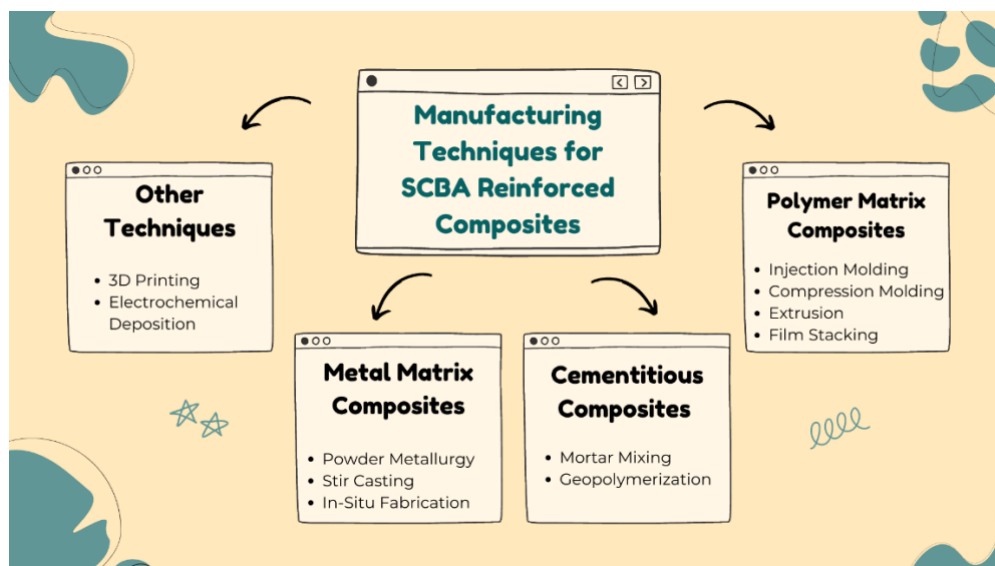 Manufacturing
Techniques for
SCBA Reinforced
Composites
Other
Techniques
• 3D Printing
• Electrochemical
Deposition
Metal Matrix
Composites
• Powder Metallurgy
• Stir Casting
• In-Situ Fabrication
Cementitious
Composites
• Mortar Mixing
• Geopolymerization
Polymer Matrix
Composites
• Injection Molding
• Compression Molding
• Extrusion
• Film Stacking